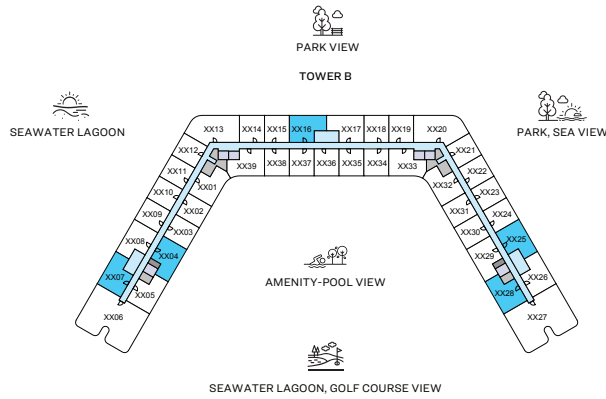 PARK VIEW
TOWER B
SEAWATER LAGOON
PARK, SEA VIEW
XX13
XX14
XX15
XX16
XX17
XX18
XX19
XX20
XX12
XX11
XX10
XX09
XX08
XX07
XX06
XX05
XX04
XX03
XX02
XX01
XX39
XX38
XX37
XX36
XX35
XX34
XX33
XX32
XX31
XX30
XX29
XX28
XX27
XX26
XX25
XX24
XX23
XX22
XX21
AMENITY-POOL VIEW
SEAWATER LAGOON, GOLF COURSE VIEW